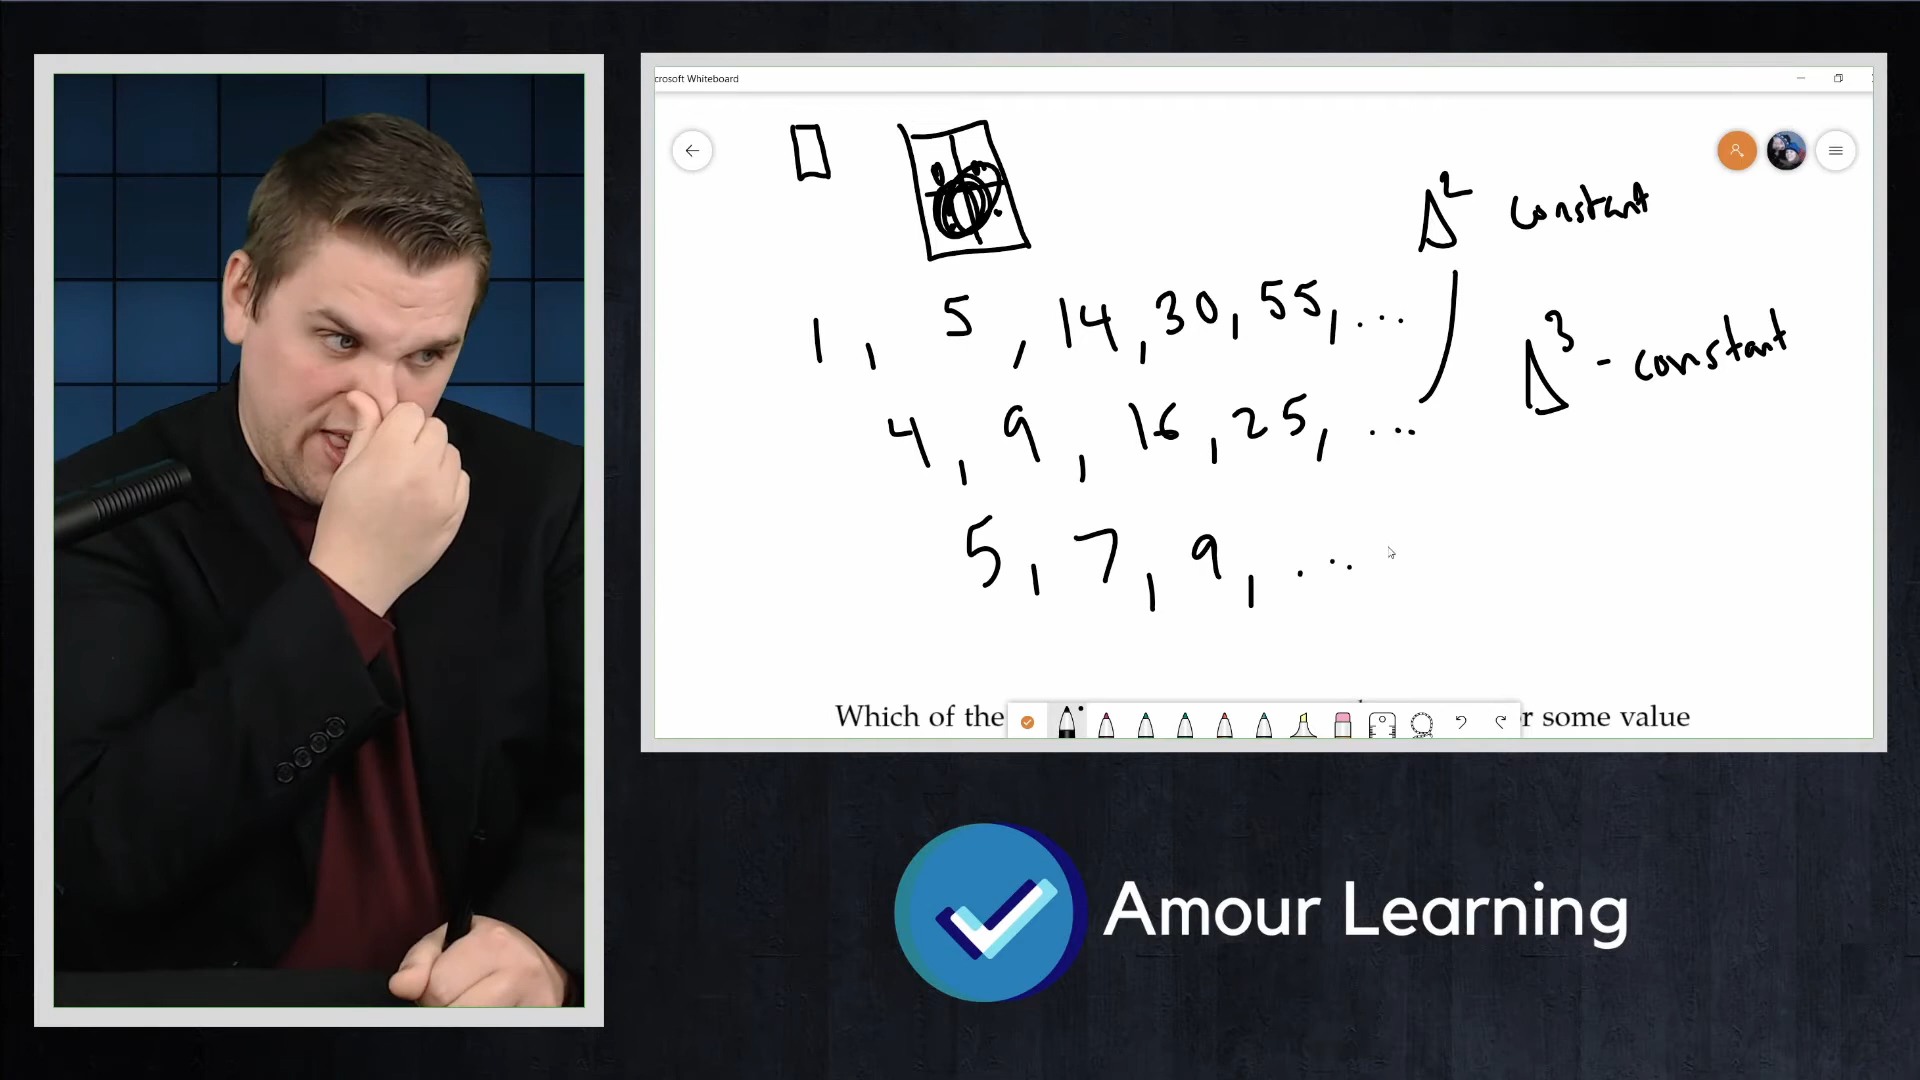 crosoft Whiteboard
Δ² constant
1, 5, 14, 30, 55, ...
Δ³ - constant
4, 9, 16, 25, ...
5, 7, 9, ...
Which of the
r some value
Amour Learning